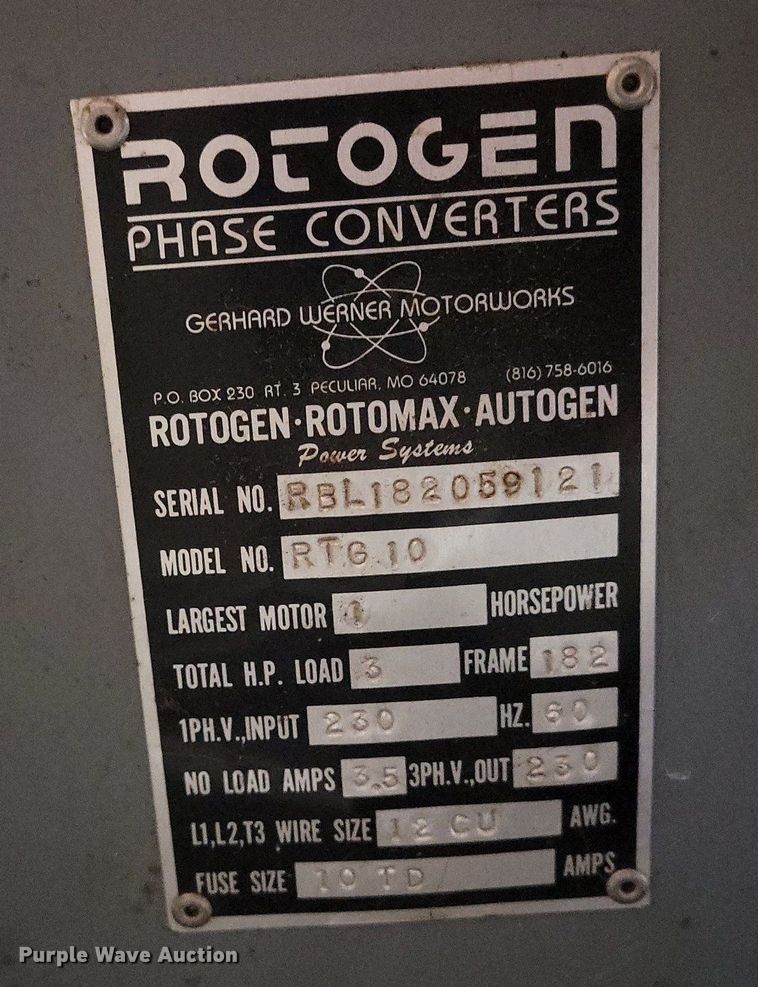 ROTOGEN
PHASE CONVERTERS
GERHARD WERNER MOTORWORKS
P.O. BOX 230 RT. 3 PECULIAR, MO 64078 (816) 758-6016
ROTOGEN·ROTOMAX·AUTOGEN
Power Systems
SERIAL NO. RBL182059121
MODEL NO. RTG.10
LARGEST MOTOR 1 HORSEPOWER
TOTAL H.P. LOAD 3 FRAME 182
1PH.V.,INPUT 230 HZ. 60
NO LOAD AMPS 3.5 3PH.V.,OUT 230
L1,L2,T3 WIRE SIZE 12 CU AWG.
FUSE SIZE 10 TD AMPS
Purple Wave Auction